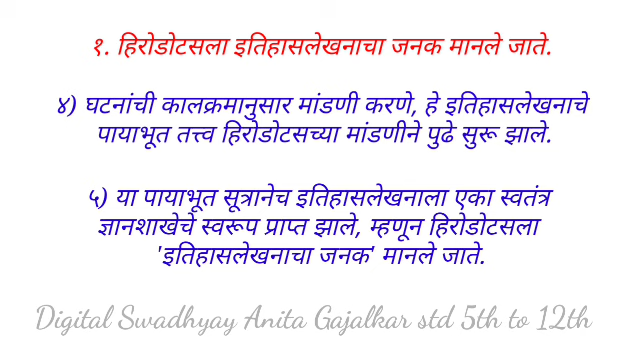 १. हिरोडोटसला इतिहासलेखनाचा जनक मानले जाते.
४) घटनांची कालक्रमानुसार मांडणी करणे, हे इतिहासलेखनाचे
पायाभूत तत्त्व हिरोडोटसच्या मांडणीने पुढे सुरू झाले.
५) या पायाभूत सूत्रानेच इतिहासलेखनाला एका स्वतंत्र
ज्ञानशाखेचे स्वरूप प्राप्त झाले, म्हणून हिरोडोटसला
'इतिहासलेखनाचा जनक' मानले जाते.
Digital Swadhyay Anita Gajalkar std 5th to 12th